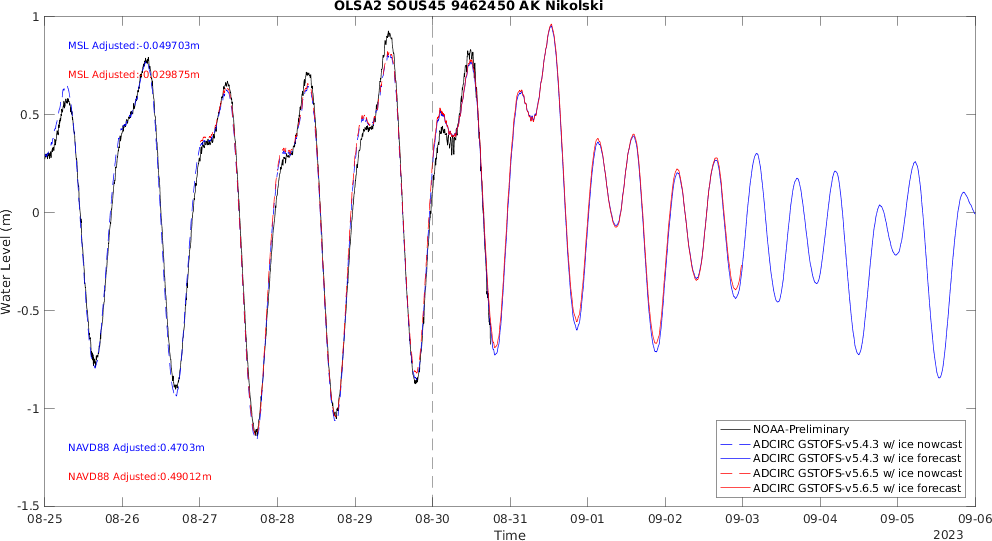 OLSA2 SOUS45 9462450 AK Nikolski
MSL Adjusted:-0.049703m
MSL Adjusted:-0.029875m
NAVD88 Adjusted:0.4703m
NAVD88 Adjusted:0.49012m
Water Level (m)
1
0.5
0
-0.5
-1
-1.5
NOAA-Preliminary
ADCIRC GSTOFS-v5.4.3 w/ ice nowcast
ADCIRC GSTOFS-v5.4.3 w/ ice forecast
ADCIRC GSTOFS-v5.6.5 w/ ice nowcast
ADCIRC GSTOFS-v5.6.5 w/ ice forecast
08-25 08-26 08-27 08-28 08-29 08-30 08-31 09-01 09-02 09-03 09-04 09-05 09-06
Time
2023